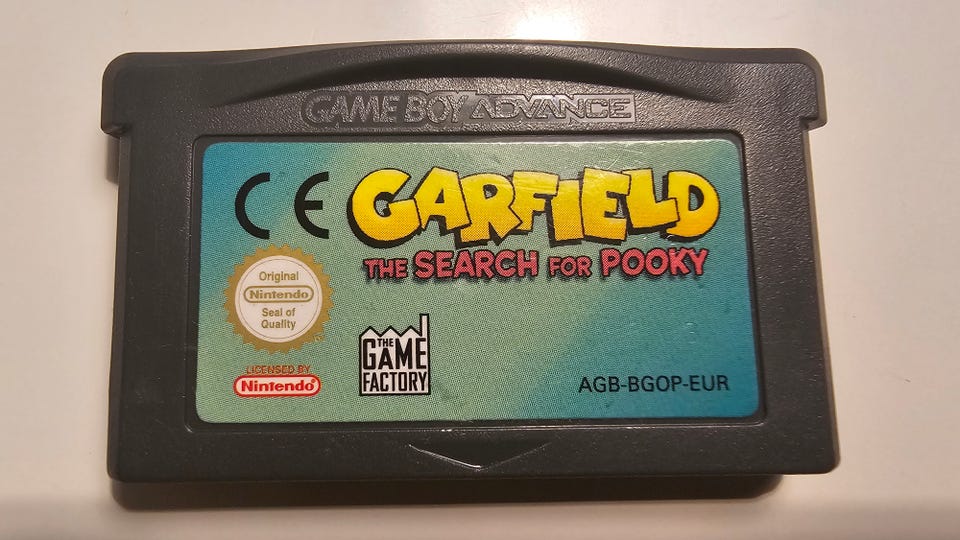 GAME BOY ADVANCE
CE
GARFIELD
THE SEARCH FOR POOKY
Original
Nintendo
Seal of
Quality
LICENSED BY
Nintendo
THE
GAME
FACTORY
AGB-BGOP-EUR